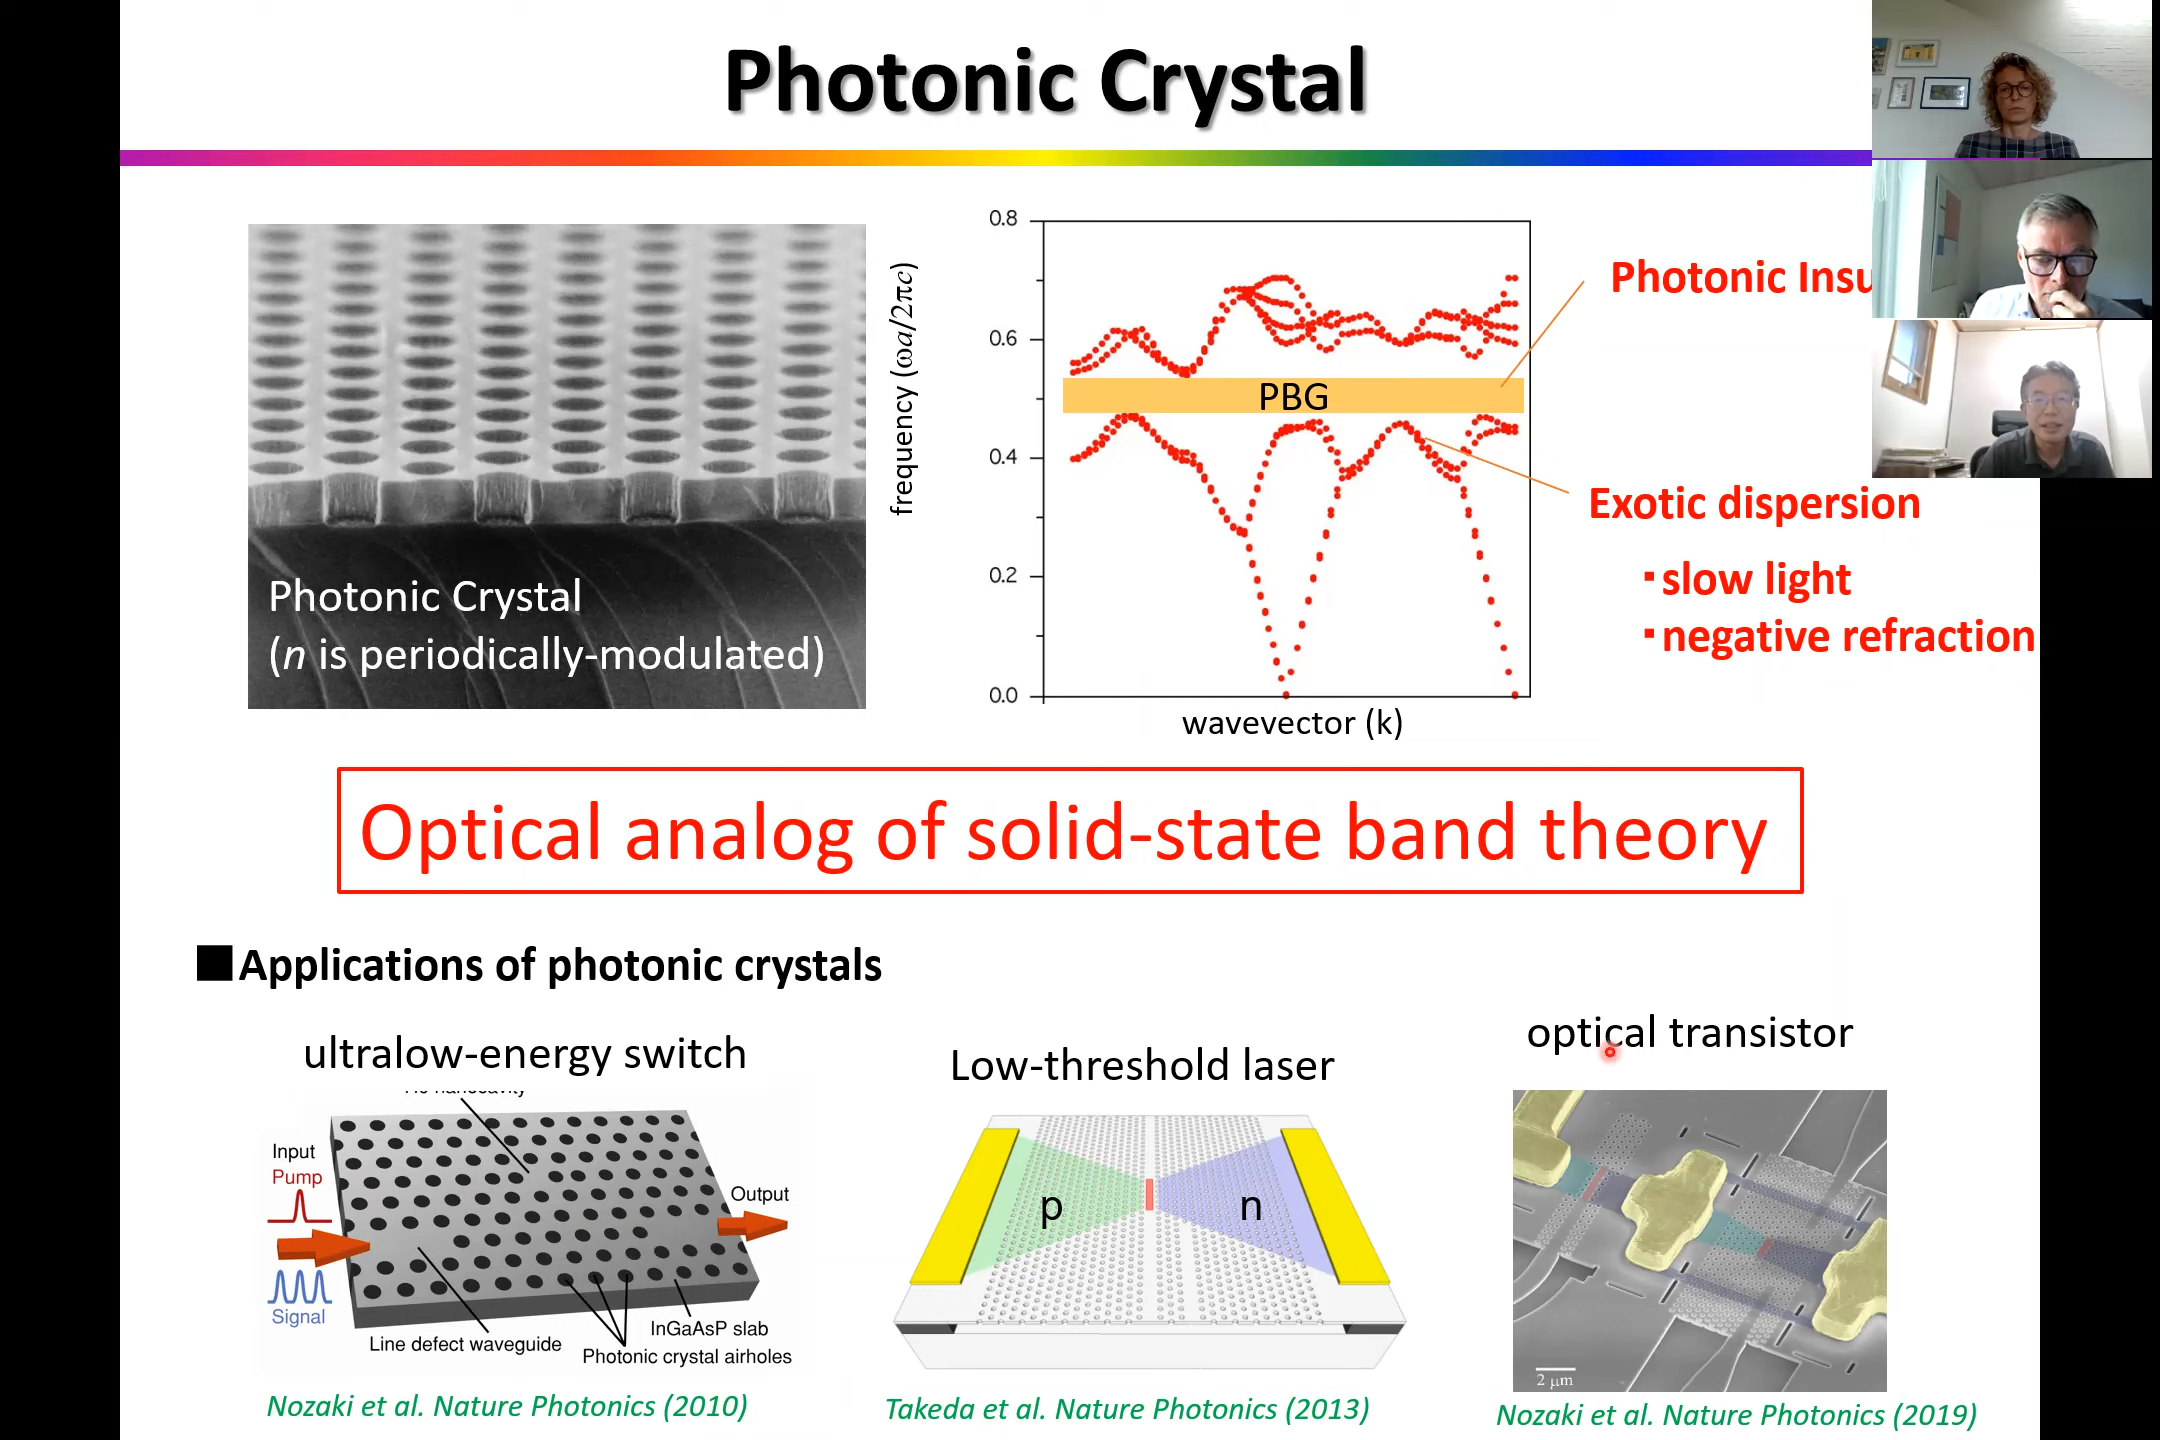 Photonic Crystal
Photonic Crystal
(n is periodically-modulated)
frequency (ωa/2πc)
0.8
0.6
0.4
0.2
0.0
PBG
wavevector (k)
Photonic Insu
Exotic dispersion
・slow light
・negative refraction
Optical analog of solid-state band theory
■Applications of photonic crystals
ultralow-energy switch
Input
Pump
Signal
Output
Line defect waveguide
InGaAsP slab
Photonic crystal airholes
Nozaki et al. Nature Photonics (2010)
Low-threshold laser
p
n
Takeda et al. Nature Photonics (2013)
optical transistor
2 μm
Nozaki et al. Nature Photonics (2019)